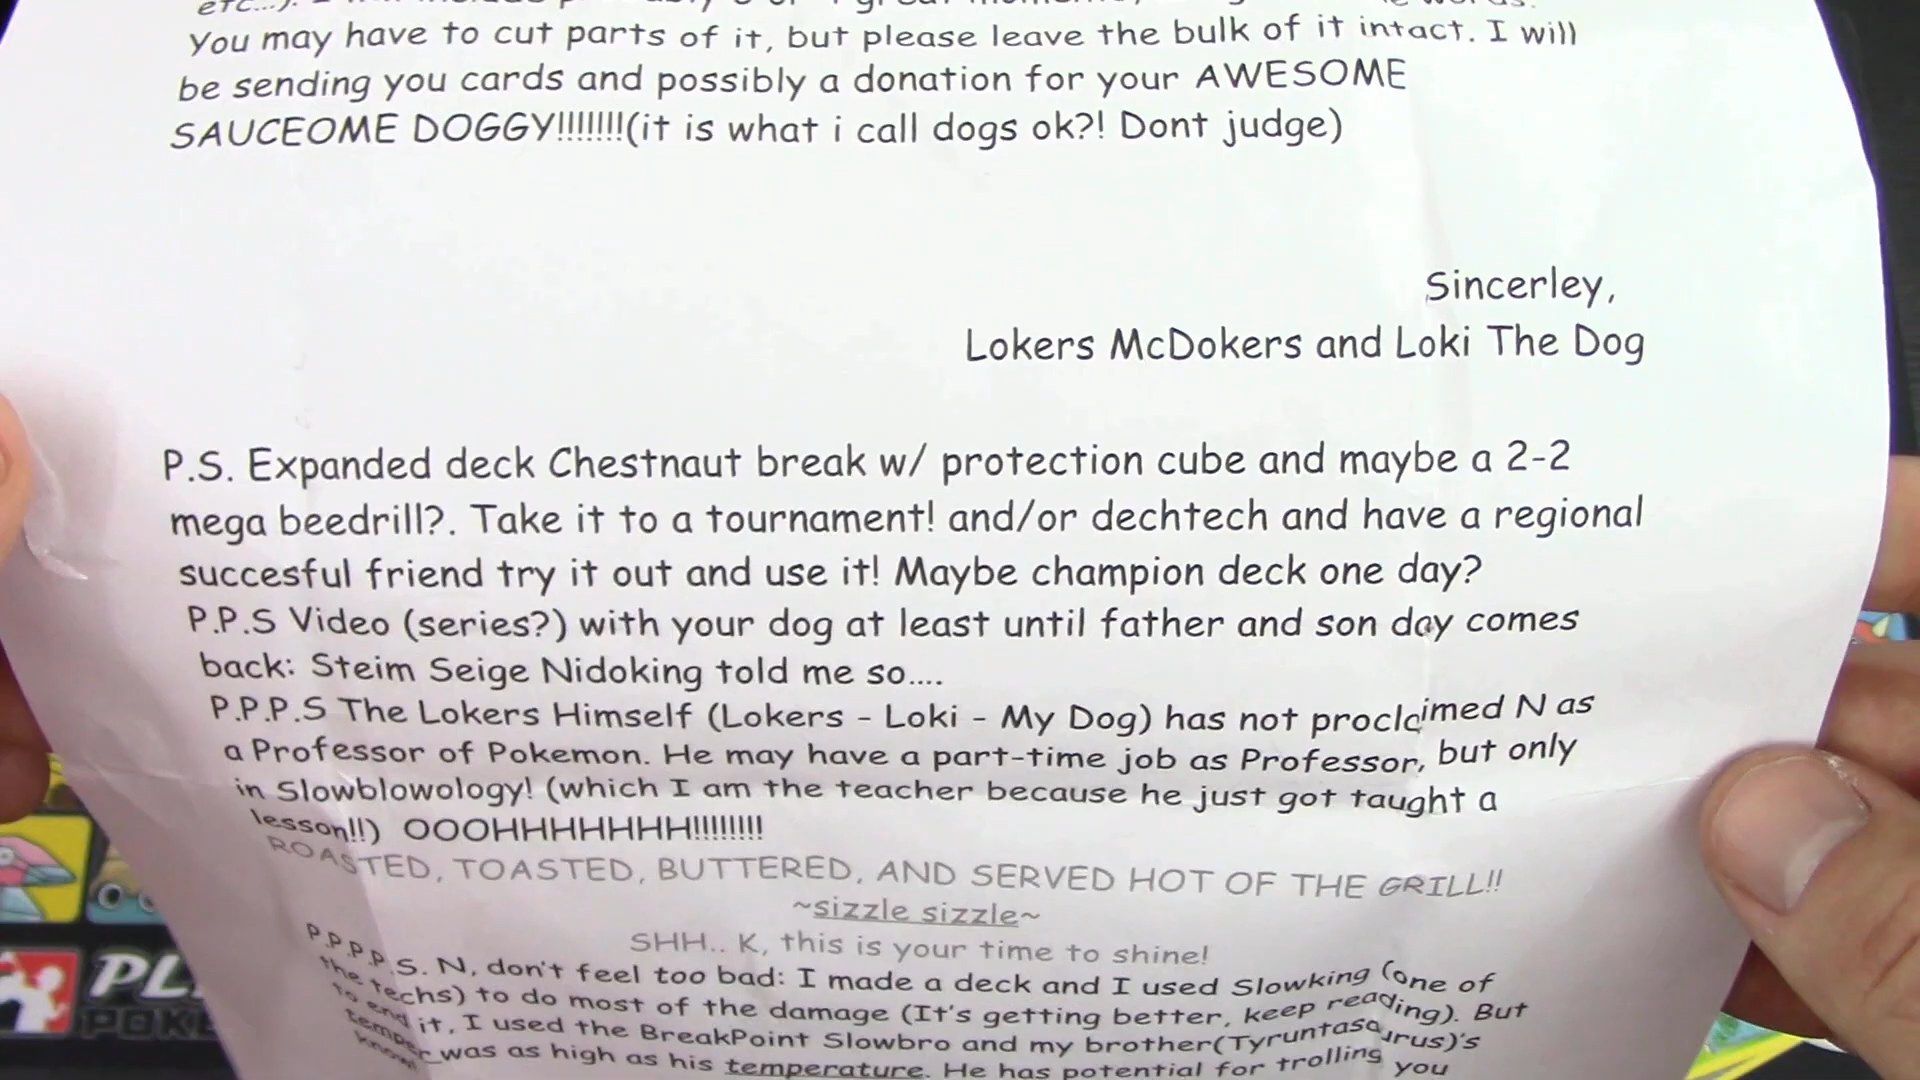 etc...).
You may have to cut parts of it, but please leave the bulk of it intact. I will
be sending you cards and possibly a donation for your AWESOME
SAUCEOME DOGGY!!!!!!!(it is what i call dogs ok?! Dont judge)
Sincerley,
Lokers McDokers and Loki The Dog
P.S. Expanded deck Chestnaut break w/ protection cube and maybe a 2-2
mega beedrill?. Take it to a tournament! and/or dechtech and have a regional
succesful friend try it out and use it! Maybe champion deck one day?
P.P.S Video (series?) with your dog at least until father and son day comes
back: Steim Seige Nidoking told me so....
P.P.P.S The Lokers Himself (Lokers - Loki - My Dog) has not proclaimed N as
a Professor of Pokemon. He may have a part-time job as Professor, but only
in Slowblowology! (which I am the teacher because he just got taught a
lesson!!) OOOHHHHHHHH!!!!!!!!
ROASTED, TOASTED, BUTTERED, AND SERVED HOT OF THE GRILL!!
~sizzle sizzle~
SHH.. K, this is your time to shine!
P.P.P.P.S. N, don't feel too bad: I made a deck and I used Slowking (one of
the techs) to do most of the damage (It's getting better, keep reading). But
to end it, I used the BreakPoint Slowbro and my brother(Tyruntasaurus)'s
temper was as high as his temperature. He has potential for trolling you
know!
PL
POK